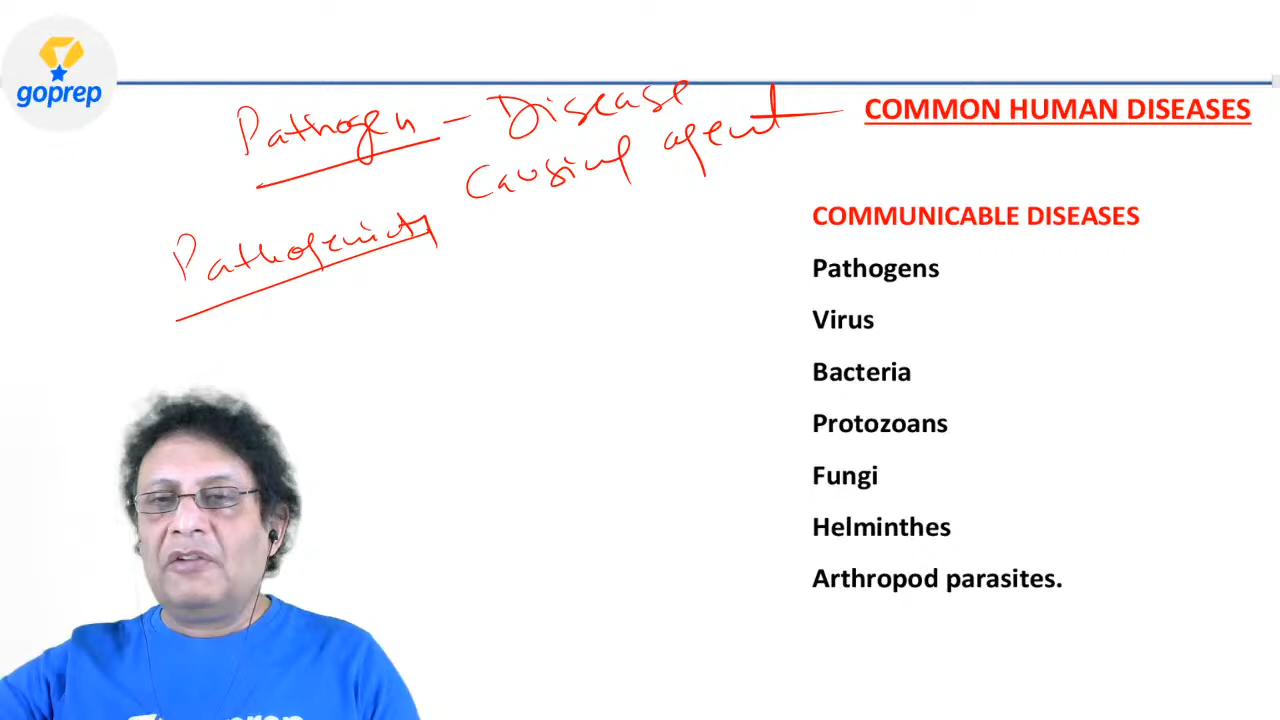 goprep
Pathogen - Disease
Causing agent
Pathogenicity
COMMON HUMAN DISEASES
COMMUNICABLE DISEASES
Pathogens
Virus
Bacteria
Protozoans
Fungi
Helminthes
Arthropod parasites.